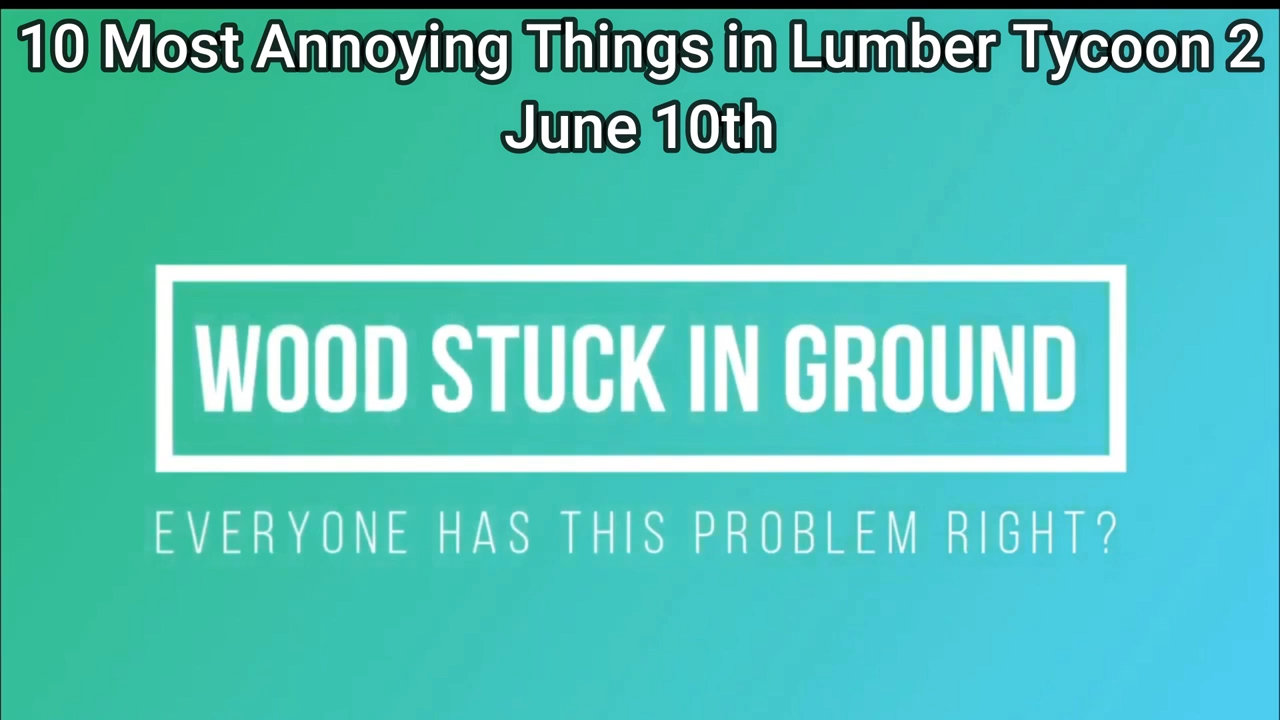 10 Most Annoying Things in Lumber Tycoon 2
June 10th
WOOD STUCK IN GROUND
EVERYONE HAS THIS PROBLEM RIGHT?